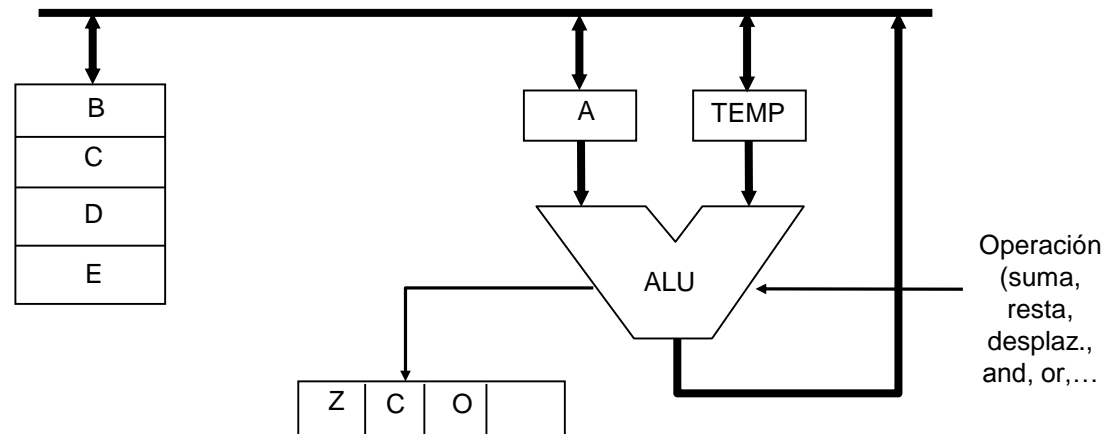 B
C
D
E
A
TEMP
ALU
Operación
(suma,
resta,
desplaz.,
and, or,…
Z
C
O